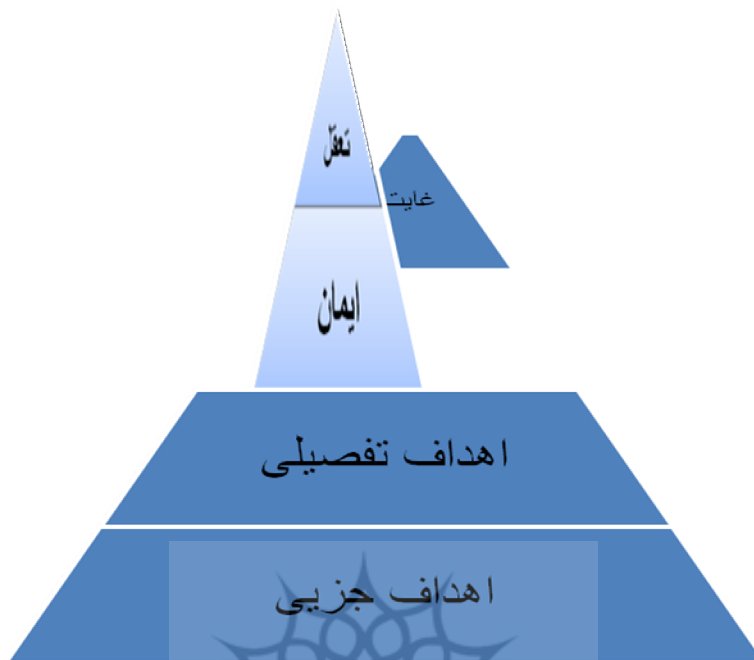 تعقّل
غایت
ایمان
اهداف تفصیلی
اهداف جزیی